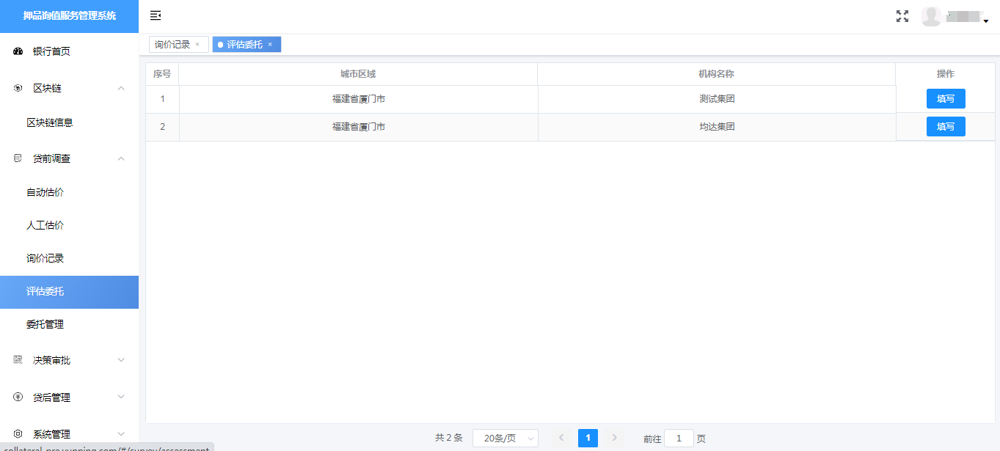 押品询值服务管理系统
询价记录 ×
评估委托 ×
银行首页
区块链
区块链信息
贷前调查
自动估价
人工估价
询价记录
评估委托
委托管理
决策审批
贷后管理
系统管理
序号 城市区域 机构名称 操作
1 福建省厦门市 测试集团 填写
2 福建省厦门市 均达集团 填写
共 2 条 20条/页 1 前往 1 页